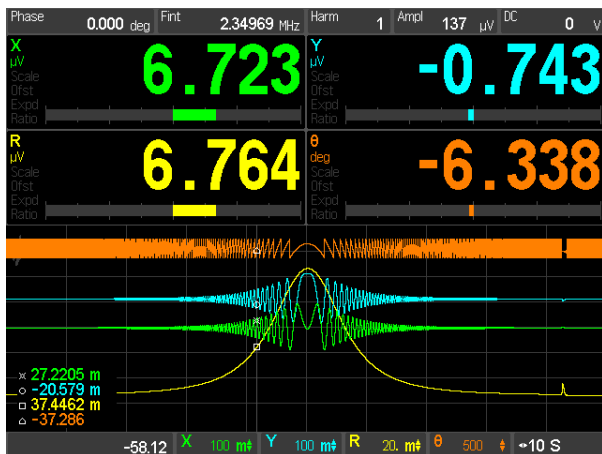 Phase 0.000 deg Fint 2.34969 MHz Harm 1 Ampl 137 µV DC 0 V
X µV Scale Ofst Expd Ratio 6.723
Y µV Scale Ofst Expd Ratio -0.743
R µV Scale Ofst Expd Ratio 6.764
θ deg Scale Ofst Expd Ratio -6.338
27.2205 m
-20.579 m
37.4462 m
-37.286
-58.12 X 100 m Y 100 m R 20. m θ 500 10 S